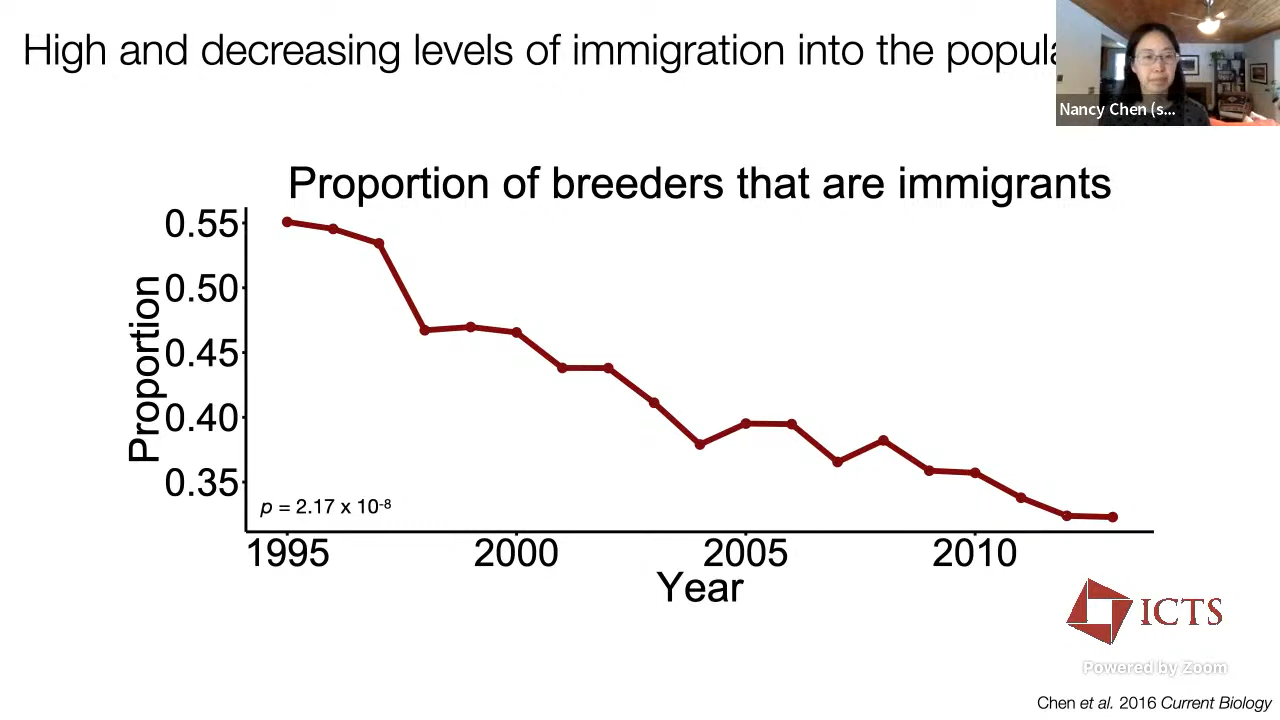 High and decreasing levels of immigration into the popula
Nancy Chen (s...
Proportion of breeders that are immigrants
Proportion
0.55
0.50
0.45
0.40
0.35
p = 2.17 x 10-8
1995 2000 2005 2010
Year
ICTS
Powered by Zoom
Chen et al. 2016 Current Biology